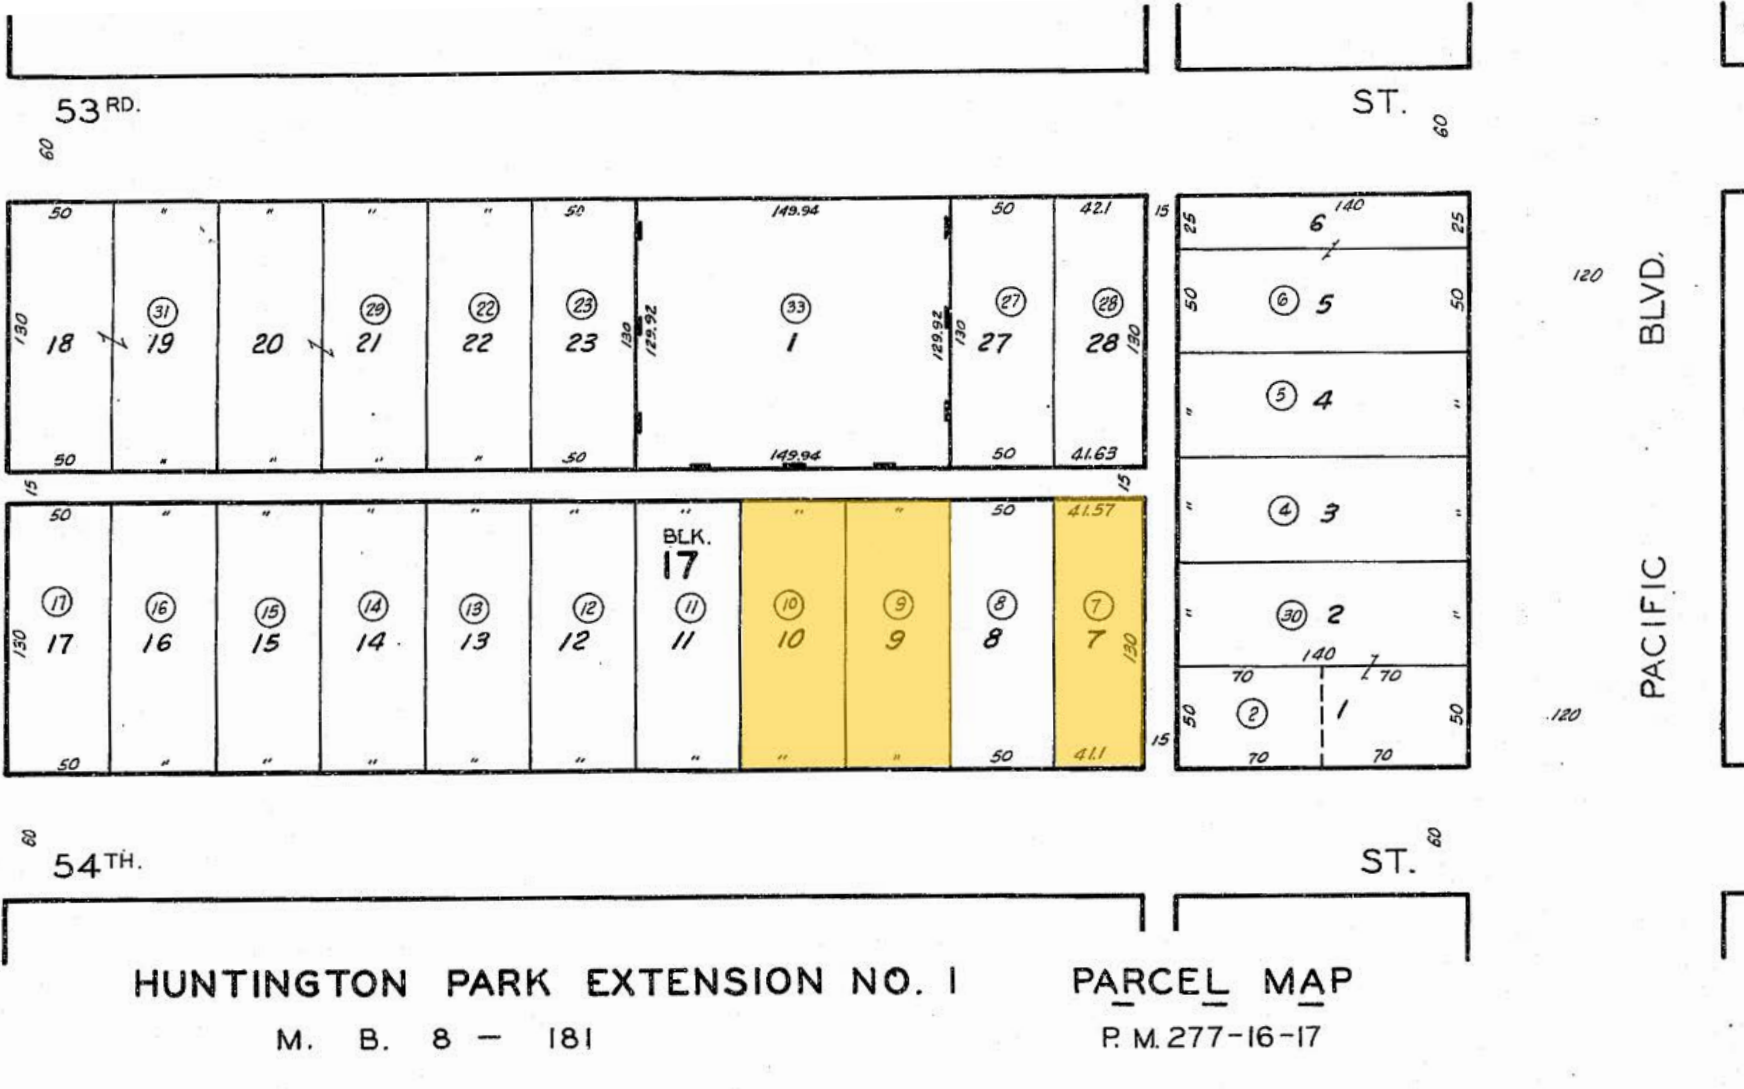 53RD. ST.
60 60
50 " " " " 50 149.94 50 42.1 15
140
25 6 25
31 29 22 23 33 27 28
130 18 19 20 21 22 23 130 129.92 1 129.92 130 27 28 130
50 6 5 50
120
BLVD.
" 5 4 "
50 " " " " 50 149.94 50 41.63
15 15
50 " " " " " " " " 50 41.57
" 4 3 "
BLK.
17
17 16 15 14 13 12 11 10 9 8 7
130 17 16 15 14 13 12 11 10 9 8 7 130
" 30 2 "
140
PACIFIC
70 70
50 2 1 50
120
50 " " " " " " " " 50 41.1 15
70 70
60 60
54TH. ST.
HUNTINGTON PARK EXTENSION NO. 1 PARCEL MAP
M. B. 8 - 181 P. M. 277-16-17